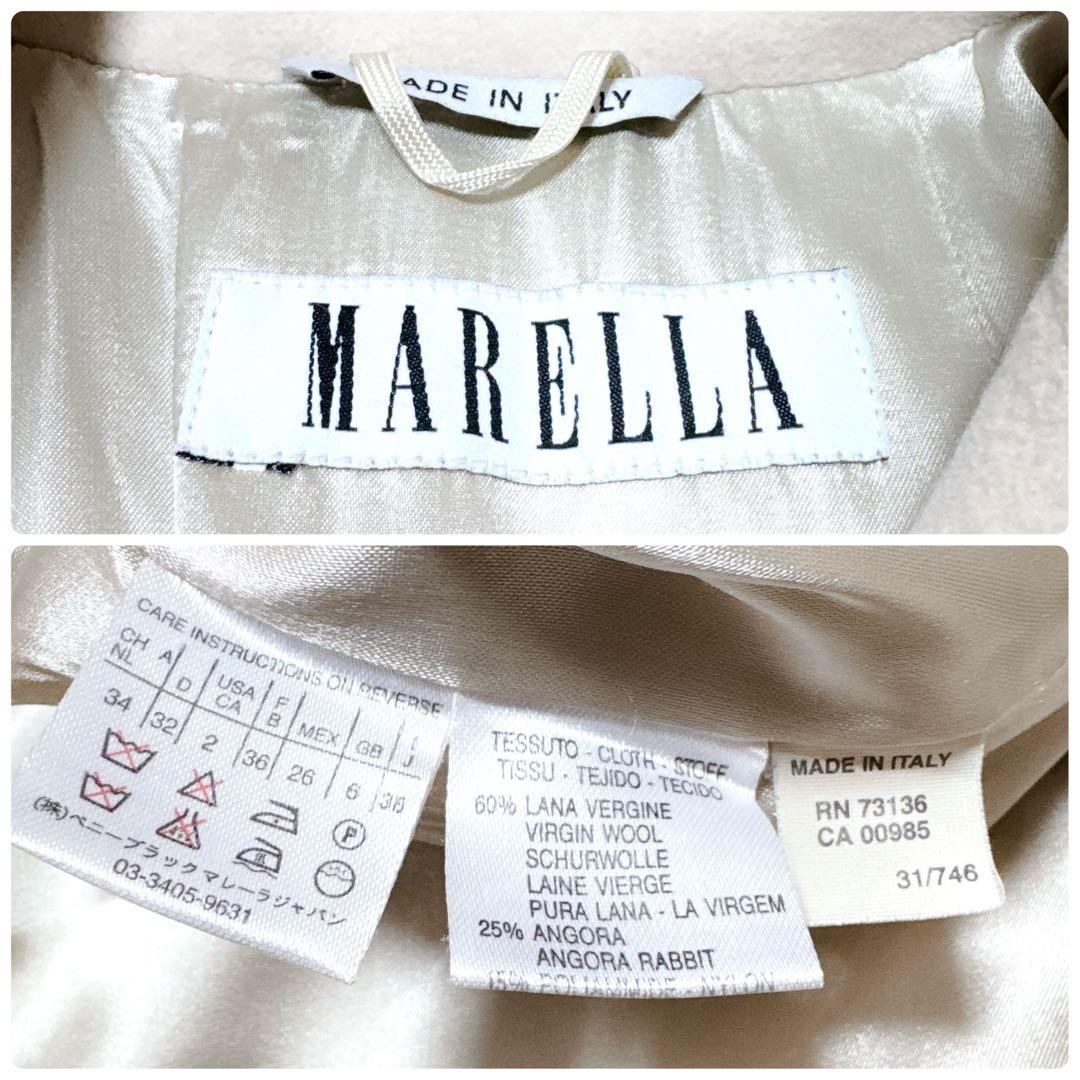 MADE IN ITALY
MARELLA
CARE INSTRUCTIONS ON REVERSE
CH NL A D USA CA F B MEX GB J
34 32 2 36 26 6
(株)ペニーブラックマレーラジャパン
03-3405-9631
TESSUTO - CLOTH - STOFF
TISSU - TEJIDO - TECIDO
60% LANA VERGINE
VIRGIN WOOL
SCHURWOLLE
LAINE VIERGE
PURA LANA - LA VIRGEM
25% ANGORA
ANGORA RABBIT
MADE IN ITALY
RN 73136
CA 00985
31/746